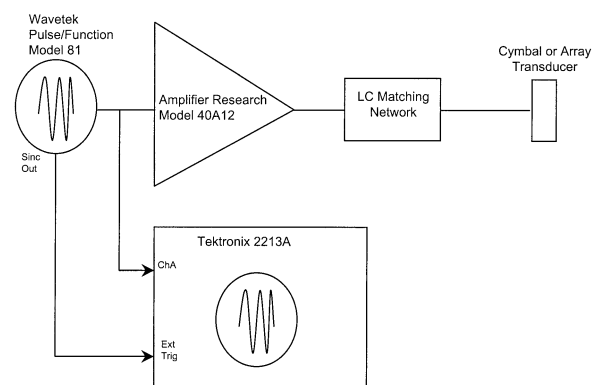 Wavetek
Pulse/Function
Model 81
Cymbal or Array
Transducer
Amplifier Research
Model 40A12
LC Matching
Network
Sinc
Out
Tektronix 2213A
ChA
Ext
Trig